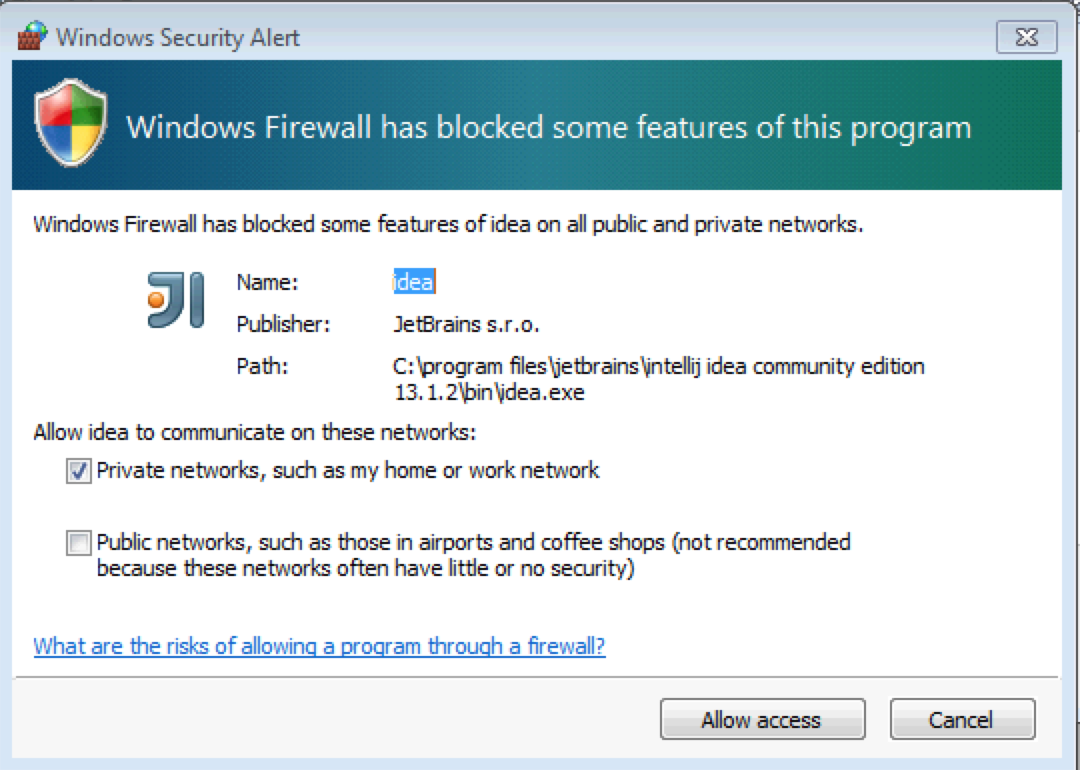 Windows Security Alert
Windows Firewall has blocked some features of this program
Windows Firewall has blocked some features of idea on all public and private networks.
JI
Name: idea
Publisher: JetBrains s.r.o.
Path: C:\program files\jetbrains\intellij idea community edition
13.1.2\bin\idea.exe
Allow idea to communicate on these networks:
Private networks, such as my home or work network
Public networks, such as those in airports and coffee shops (not recommended
because these networks often have little or no security)
What are the risks of allowing a program through a firewall?
Allow access Cancel